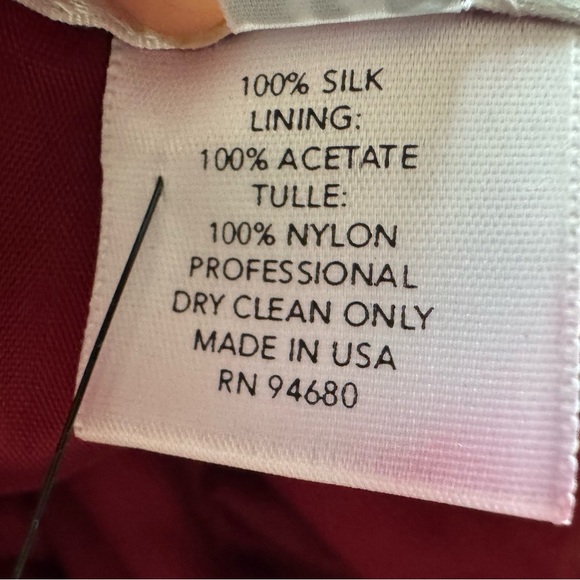 100% SILK
LINING:
100% ACETATE
TULLE:
100% NYLON
PROFESSIONAL
DRY CLEAN ONLY
MADE IN USA
RN 94680